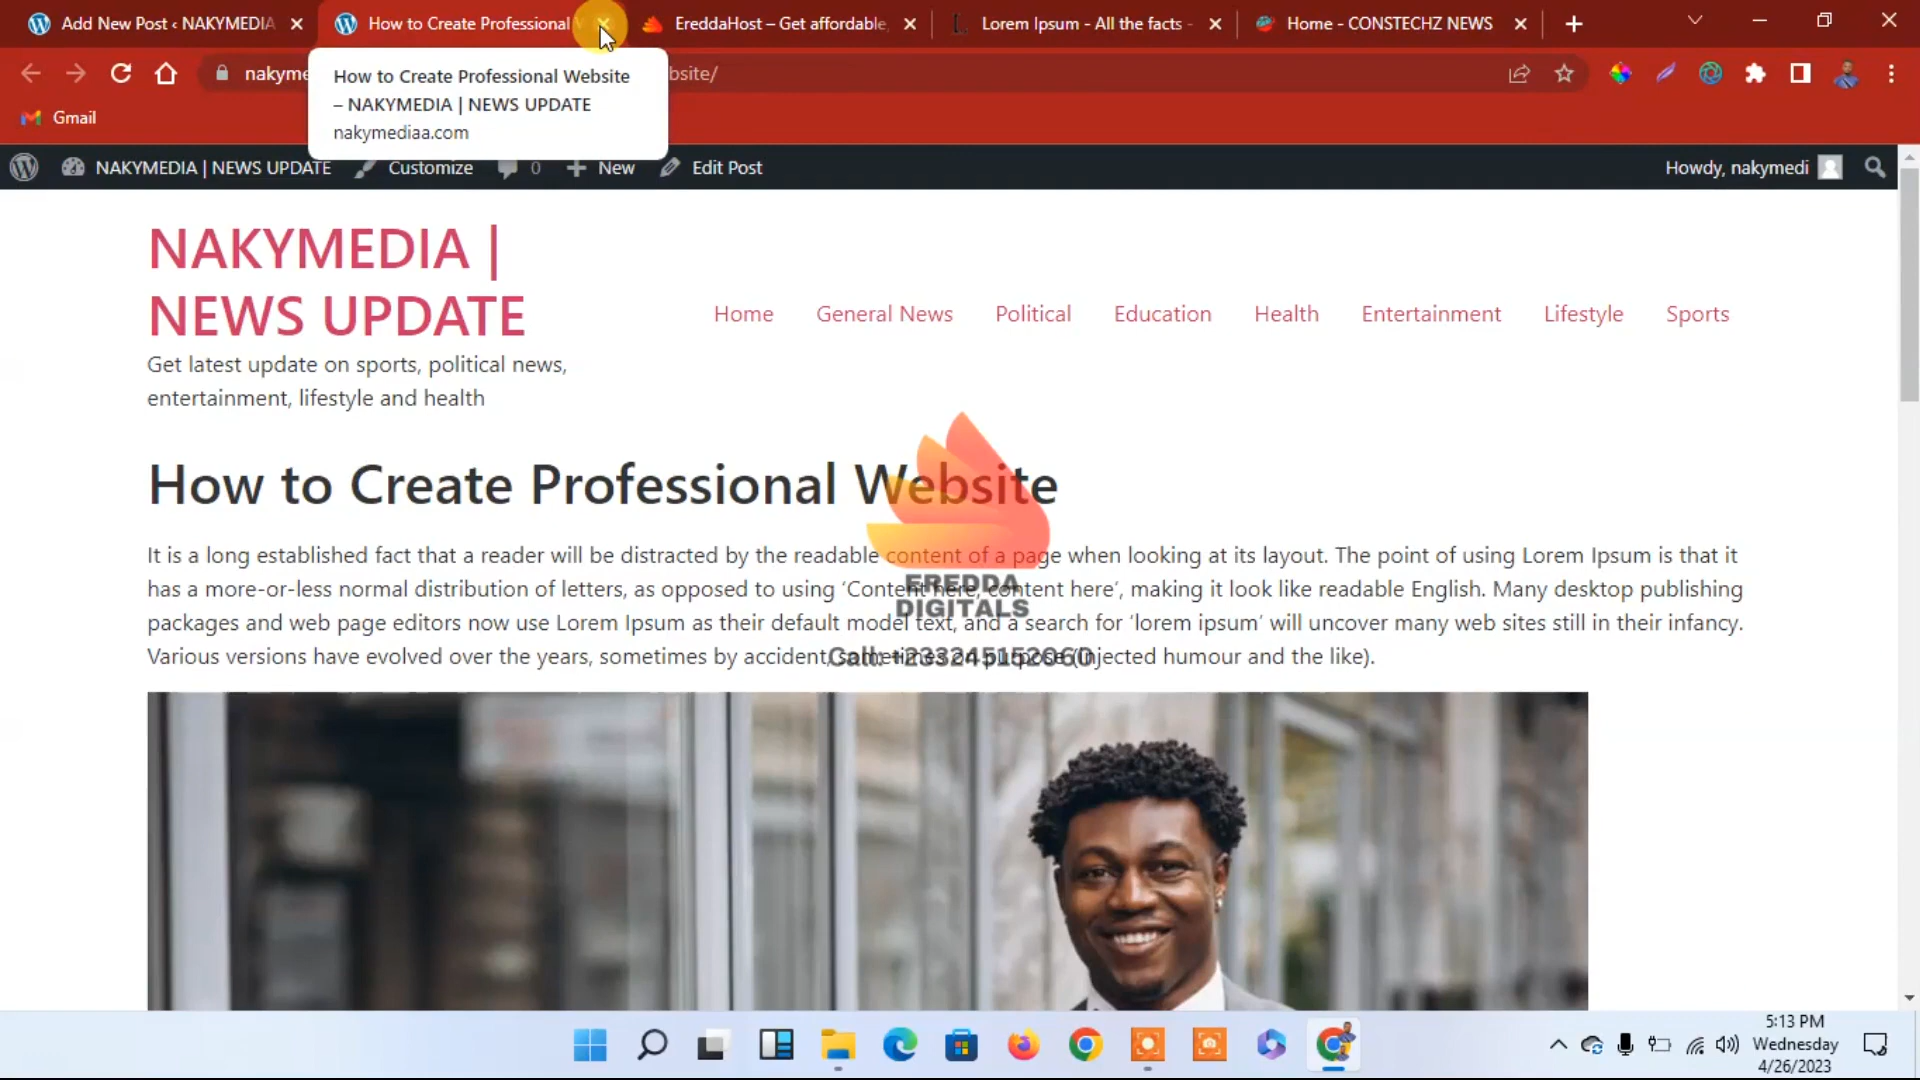 Add New Post ‹ NAKYMEDIA
How to Create Professional
EreddaHost – Get affordable,
Lorem Ipsum - All the facts -
Home - CONSTECHZ NEWS
nakyme
bsite/
How to Create Professional Website
– NAKYMEDIA | NEWS UPDATE
nakymediaa.com
Gmail
NAKYMEDIA | NEWS UPDATE
Customize
0
New
Edit Post
Howdy, nakymedi
NAKYMEDIA |
NEWS UPDATE
Get latest update on sports, political news,
entertainment, lifestyle and health
Home
General News
Political
Education
Health
Entertainment
Lifestyle
Sports
How to Create Professional Website
It is a long established fact that a reader will be distracted by the readable content of a page when looking at its layout. The point of using Lorem Ipsum is that it
has a more-or-less normal distribution of letters, as opposed to using ‘Content here, content here’, making it look like readable English. Many desktop publishing
packages and web page editors now use Lorem Ipsum as their default model text, and a search for ‘lorem ipsum’ will uncover many web sites still in their infancy.
Various versions have evolved over the years, sometimes by accident, sometimes on purpose (injected humour and the like).
EREDDA
DIGITALS
Call: +233245152060
5:13 PM
Wednesday
4/26/2023